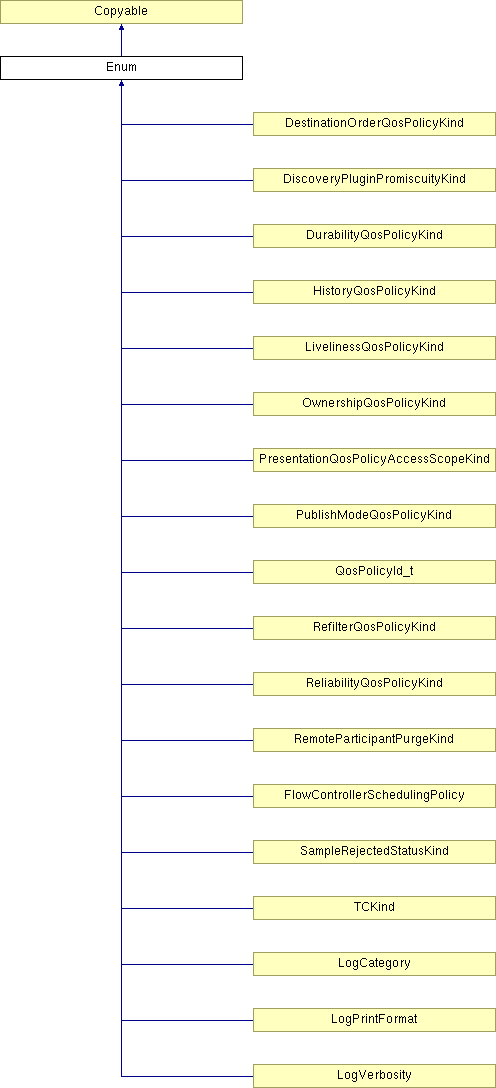 Copyable
Enum
DestinationOrderQosPolicyKind
DiscoveryPluginPromiscuityKind
DurabilityQosPolicyKind
HistoryQosPolicyKind
LivelinessQosPolicyKind
OwnershipQosPolicyKind
PresentationQosPolicyAccessScopeKind
PublishModeQosPolicyKind
QosPolicyId_t
RefilterQosPolicyKind
ReliabilityQosPolicyKind
RemoteParticipantPurgeKind
FlowControllerSchedulingPolicy
SampleRejectedStatusKind
TCKind
LogCategory
LogPrintFormat
LogVerbosity